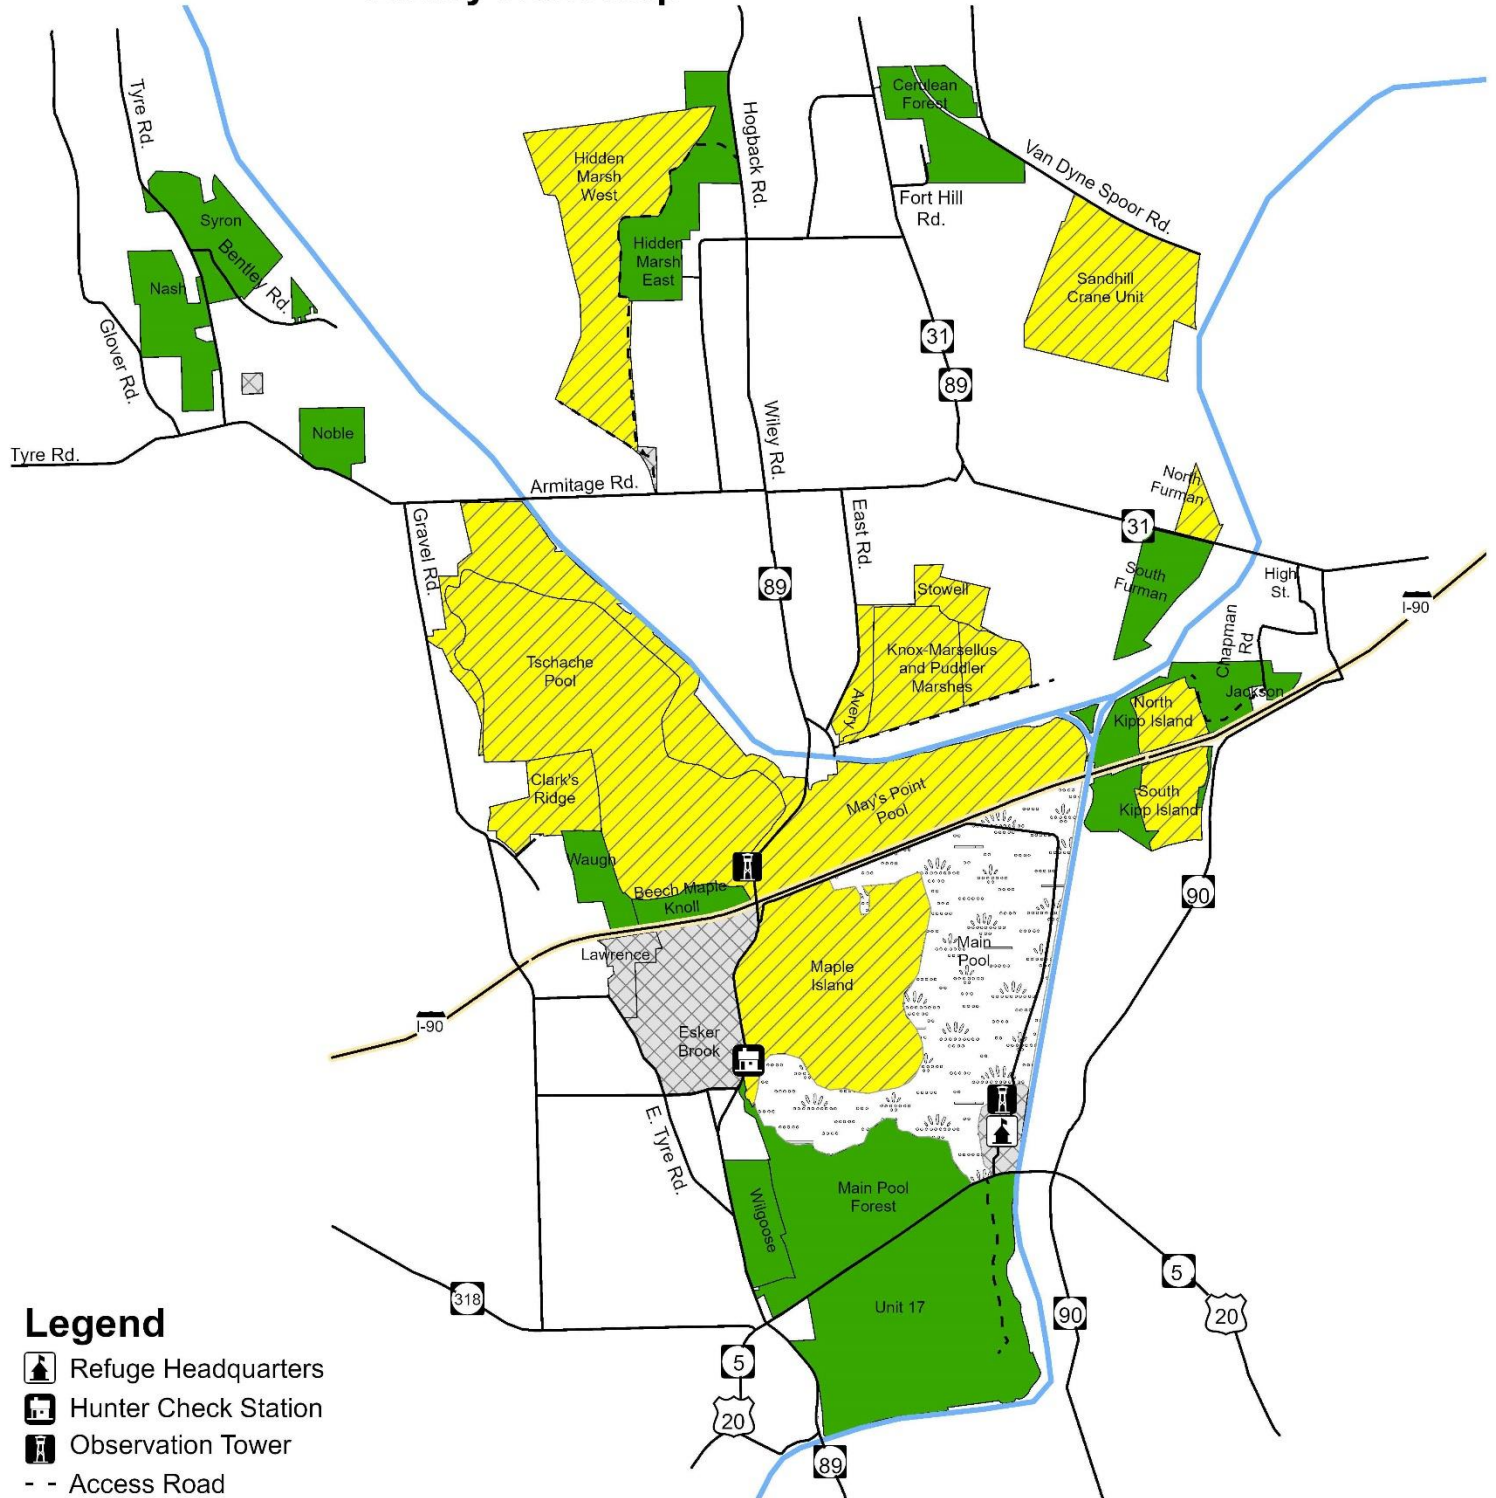 Tyre Rd.
Hogback Rd.
Cerulean
Forest
Van Dyne Spoor Rd.
Hidden
Marsh
West
Fort Hill
Rd.
Syron
Bentley Rd.
Nash
Hidden
Marsh
East
Sandhill
Crane Unit
Glover Rd.
31
89
Noble
Wiley Rd.
Tyre Rd.
Armitage Rd.
North
Furman
Gravel Rd.
East Rd.
31
89
South
Furman
High
St.
I-90
Stowell
Chapman
Rd
Knox-Marsellus
and Puddler
Marshes
Tschache
Pool
Avery
Jackson
North
Kipp Island
Clark's
Ridge
May's Point
Pool
South
Kipp Island
Waugh
Beech Maple
Knoll
90
Lawrence
Main
Pool
Maple
Island
I-90
Esker
Brook
E. Tyre Rd.
Main Pool
Forest
Wilgoose
5
318
Unit 17
90
20
5
20
89
Legend
Refuge Headquarters
Hunter Check Station
Observation Tower
Access Road